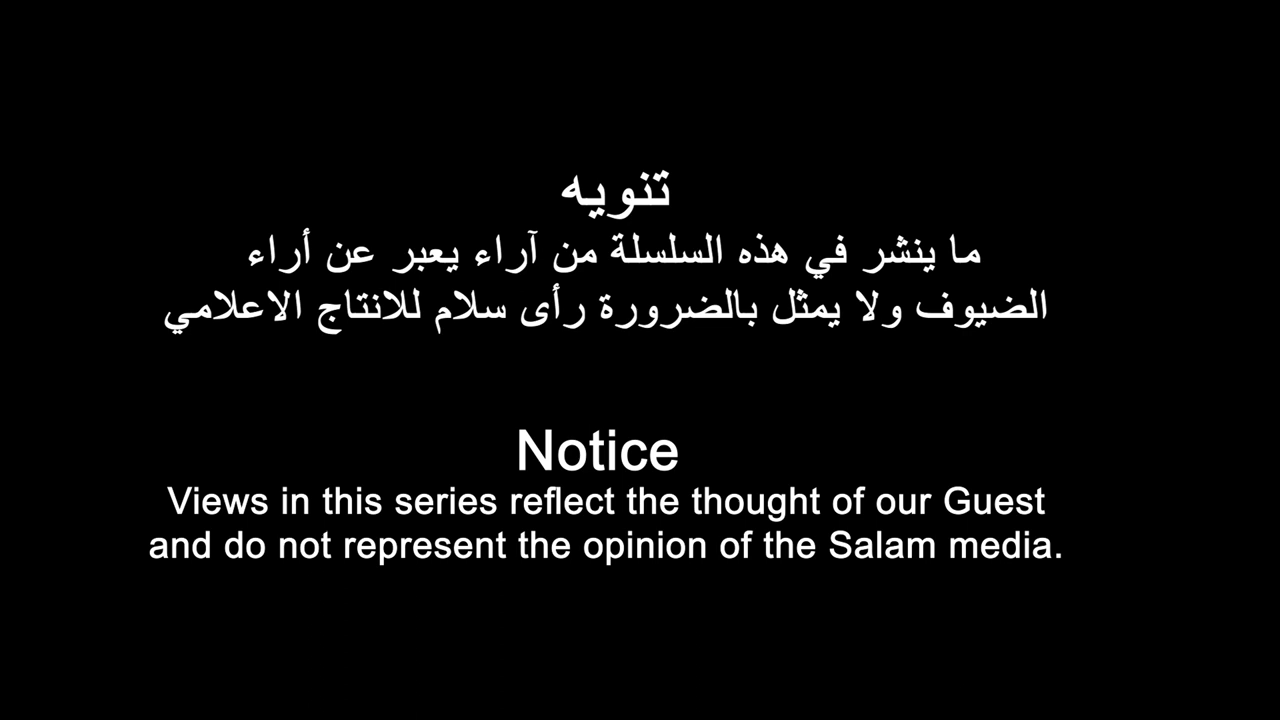 تنويه
ما ينشر في هذه السلسلة من آراء يعبر عن أراء
الضيوف ولا يمثل بالضرورة رأى سلام للانتاج الاعلامي
Notice
Views in this series reflect the thought of our Guest
and do not represent the opinion of the Salam media.